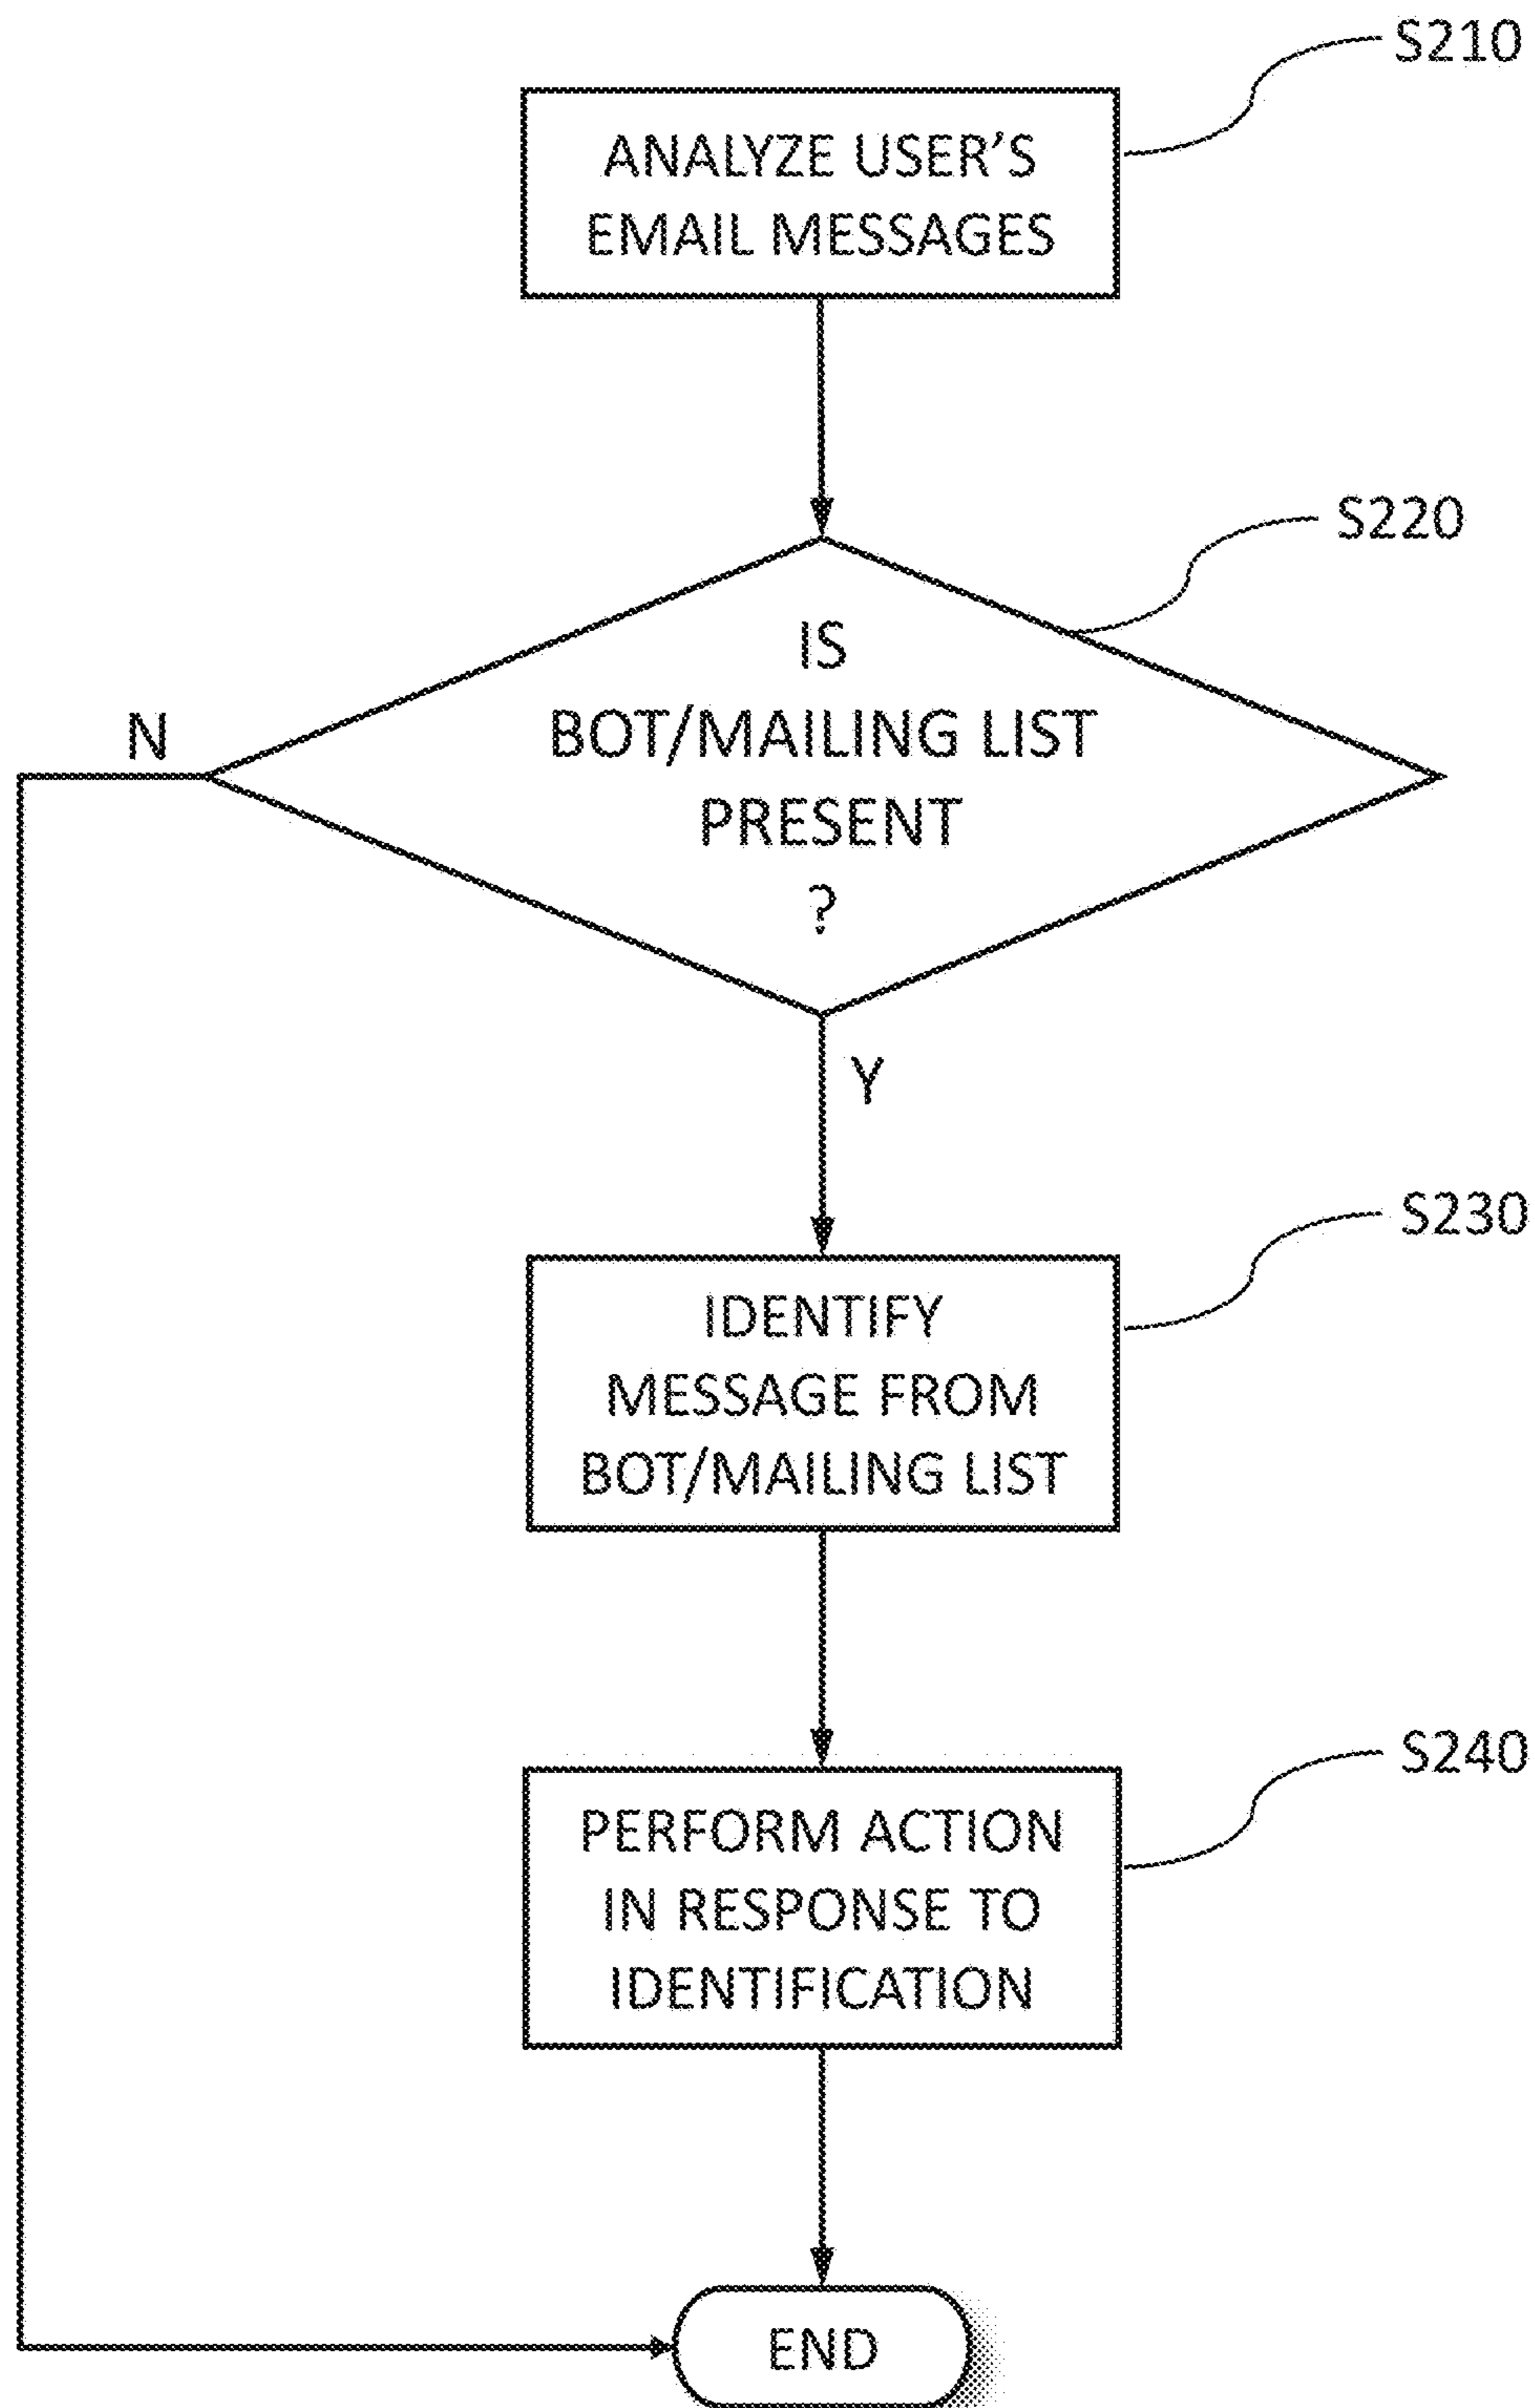 S210
ANALYZE USER'S
EMAIL MESSAGES
S220
IS
BOT/MAILING LIST
PRESENT
?
N
Y
S230
IDENTIFY
MESSAGE FROM
BOT/MAILING LIST
S240
PERFORM ACTION
IN RESPONSE TO
IDENTIFICATION
END